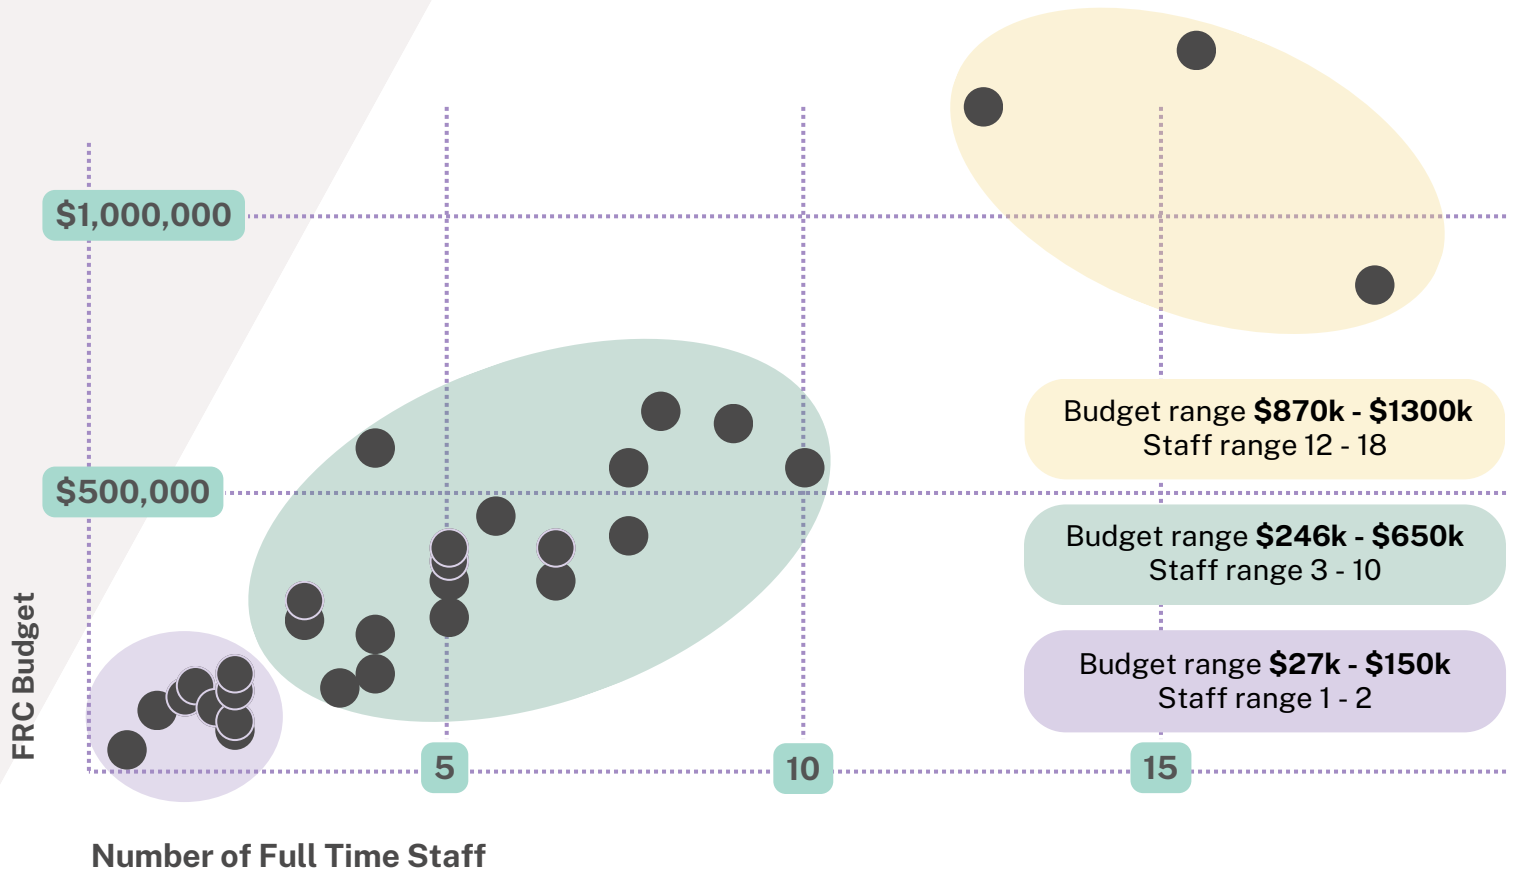 $1,000,000
$500,000
FRC Budget
Budget range $870k - $1300k
Staff range 12 - 18
Budget range $246k - $650k
Staff range 3 - 10
Budget range $27k - $150k
Staff range 1 - 2
5
10
15
Number of Full Time Staff